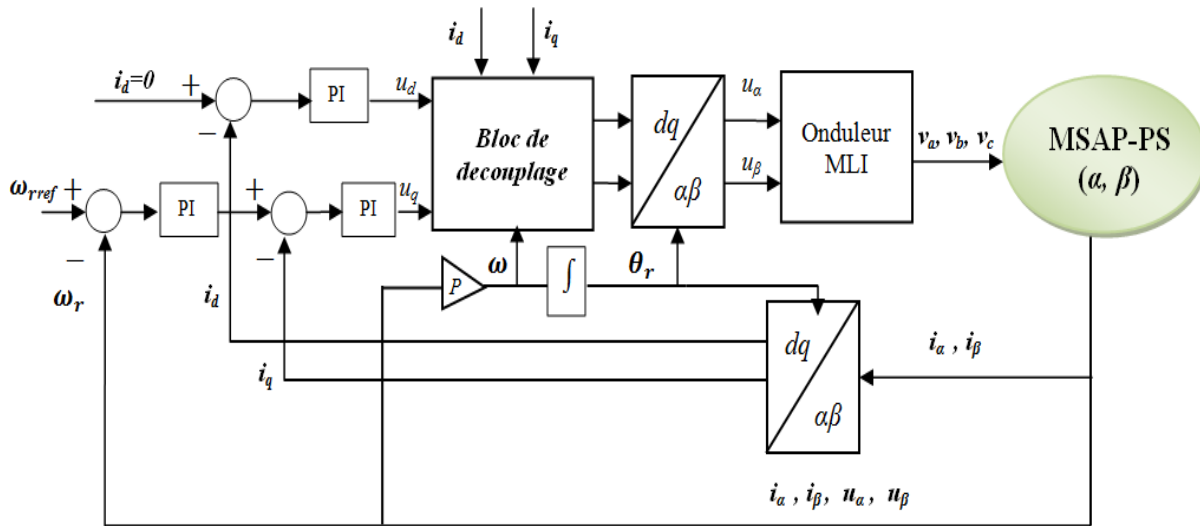 i_d  i_q
i_d=0
+
−
PI
u_d
Bloc de
decouplage
dq
αβ
u_α
u_β
Onduleur
MLI
v_a, v_b, v_c
MSAP-PS
(α, β)
ω_rref
+
−
PI
+
−
PI
u_q
ω_r
i_d
i_q
P
ω
∫
θ_r
dq
αβ
i_α , i_β
i_α , i_β, u_α, u_β